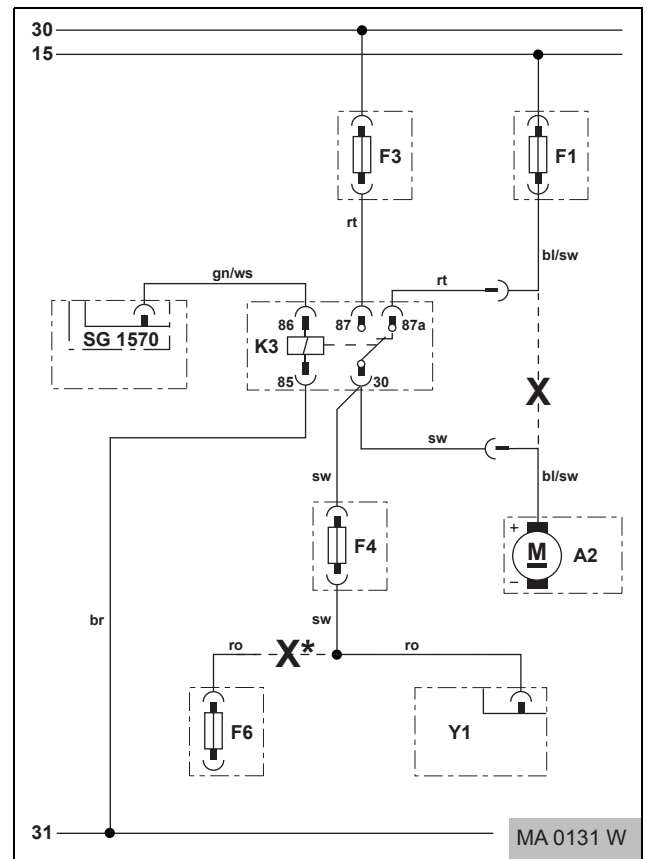 30
15
F3
F1
rt
bl/sw
gn/ws
rt
SG 1570
86
87
87a
K3
85
30
X
sw
sw
bl/sw
+
F4
M
A2
–
br
sw
ro
X*
ro
F6
Y1
31
MA 0131 W